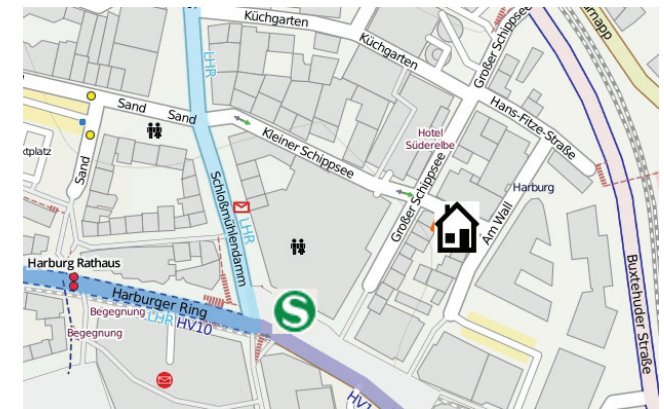 Küchgarten
Küchgarten
Großer Schippsee
LHR
Sand
Sand
Kleiner Schippsee
Hans-Fitze-Straße
Hotel
Süderelbe
Sand
Schloßmühlendamm
Großer Schippsee
Harburg
LHR
Am Wall
Harburg Rathaus
Harburger Ring
S
Buxtehuder Straße
Begegnung
LHR
HV10
Begegnung